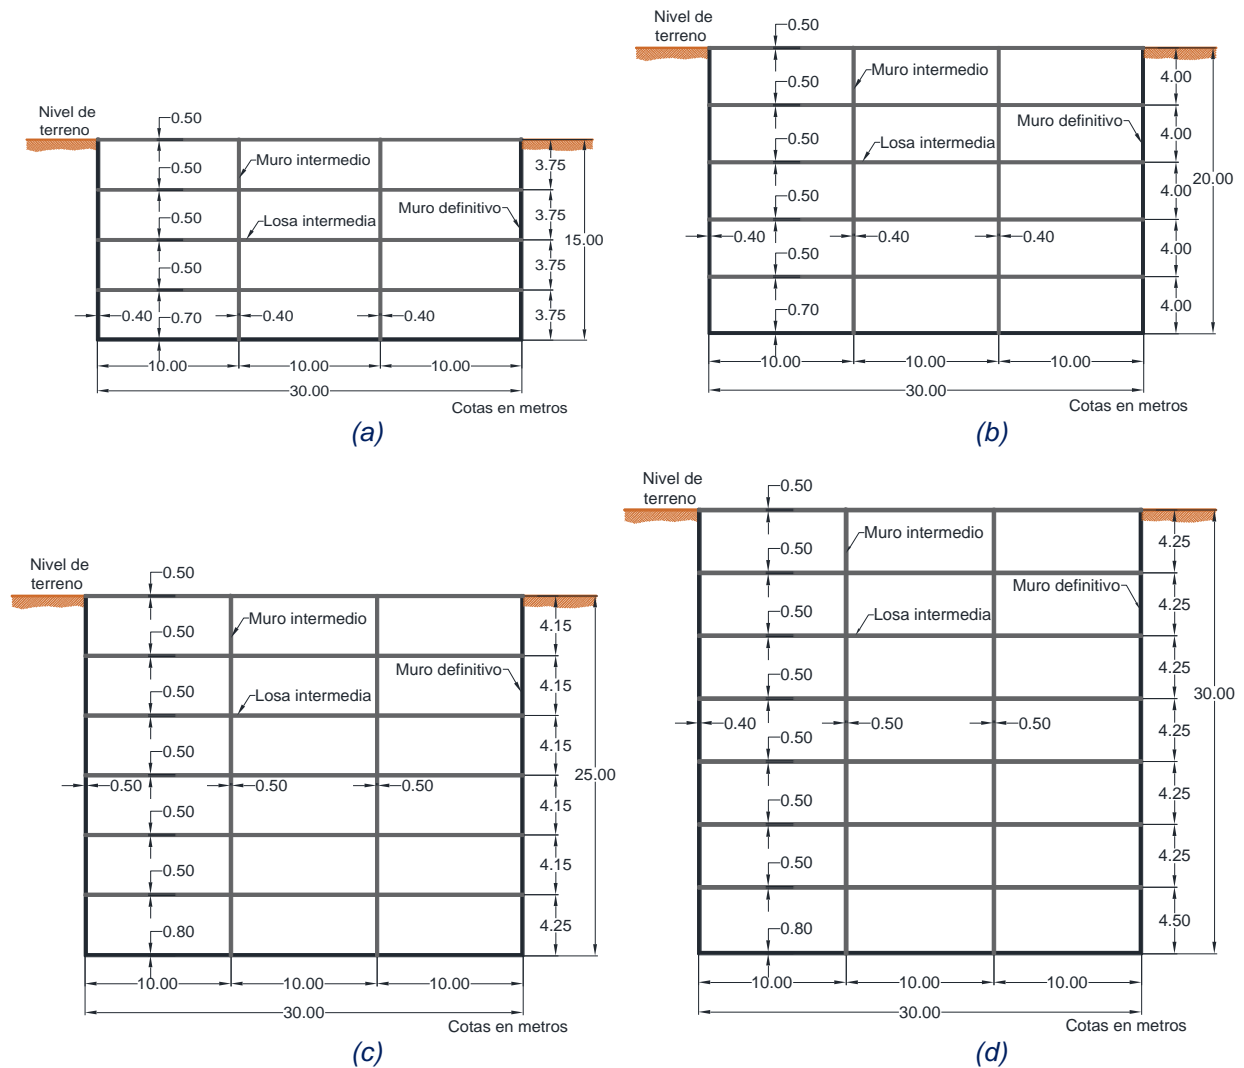 Nivel de
terreno
0.50
0.50
Muro intermedio
3.75
0.50
Losa intermedia
Muro definitivo
3.75
15.00
0.50
3.75
0.40
0.70
0.40
0.40
3.75
10.00
10.00
10.00
30.00
Cotas en metros
(a)
Nivel de
terreno
0.50
0.50
Muro intermedio
4.00
0.50
Losa intermedia
Muro definitivo
4.00
0.50
4.00
20.00
0.40
0.50
0.40
0.40
4.00
0.70
4.00
10.00
10.00
10.00
30.00
Cotas en metros
(b)
Nivel de
terreno
0.50
0.50
Muro intermedio
4.15
0.50
Losa intermedia
Muro definitivo
4.15
0.50
4.15
25.00
0.50
0.50
0.50
0.50
4.15
0.50
4.15
0.80
4.25
10.00
10.00
10.00
30.00
Cotas en metros
(c)
Nivel de
terreno
0.50
0.50
Muro intermedio
4.25
0.50
Losa intermedia
Muro definitivo
4.25
0.50
4.25
30.00
0.40
0.50
0.50
0.50
4.25
0.50
4.25
0.50
4.25
0.80
4.50
10.00
10.00
10.00
30.00
Cotas en metros
(d)